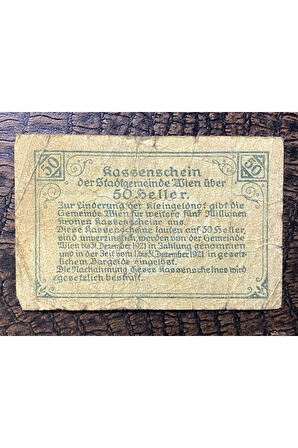 50
50
Kassenschein
der Stadtgemeinde Wien über
50 Heller.
Zur Linderung der Kleingeldnot gibt die
Gemeinde Wien für weitere fünf Millionen
Kronen Kassenscheine aus.
Diese Kassenscheine lauten auf 50 Heller,
sind unverzinslich, werden von der Gemeinde
Wien bis 31. Dezember 1921 in Zahlung genommen
und in der Zeit vom 1. bis 31. Dezember 1921 in gesetz-
lichem Bargelde eingelöst.
Die Nachahmung dieses Kassenscheines wird
gesetzlich bestraft.